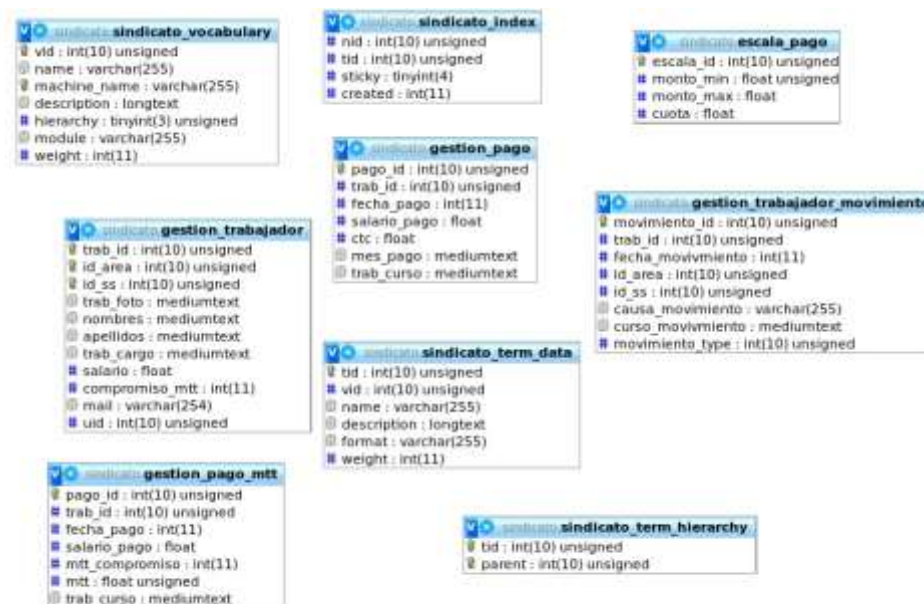 sindicato sindicato_vocabulary
vid : int(10) unsigned
name : varchar(255)
machine_name : varchar(255)
description : longtext
hierarchy : tinyint(3) unsigned
module : varchar(255)
weight : int(11)
sindicato sindicato_index
nid : int(10) unsigned
tid : int(10) unsigned
sticky : tinyint(4)
created : int(11)
sindicato escala_pago
escala_id : int(10) unsigned
monto_min : float unsigned
monto_max : float
cuota : float
sindicato gestion_pago
pago_id : int(10) unsigned
trab_id : int(10) unsigned
fecha_pago : int(11)
salario_pago : float
ctc : float
mes_pago : mediumtext
trab_curso : mediumtext
sindicato gestion_trabajador_movimiento
movimiento_id : int(10) unsigned
trab_id : int(10) unsigned
fecha_movivmiento : int(11)
id_area : int(10) unsigned
id_ss : int(10) unsigned
causa_movimiento : varchar(255)
curso_movivmiento : mediumtext
movimiento_type : int(10) unsigned
sindicato gestion_trabajador
trab_id : int(10) unsigned
id_area : int(10) unsigned
id_ss : int(10) unsigned
trab_foto : mediumtext
nombres : mediumtext
apellidos : mediumtext
trab_cargo : mediumtext
salario : float
compromiso_mtt : int(11)
mail : varchar(254)
uid : int(10) unsigned
sindicato sindicato_term_data
tid : int(10) unsigned
vid : int(10) unsigned
name : varchar(255)
description : longtext
format : varchar(255)
weight : int(11)
sindicato gestion_pago_mtt
pago_id : int(10) unsigned
trab_id : int(10) unsigned
fecha_pago : int(11)
salario_pago : float
mtt_compromiso : int(11)
mtt : float unsigned
trab_curso : mediumtext
sindicato sindicato_term_hierarchy
tid : int(10) unsigned
parent : int(10) unsigned